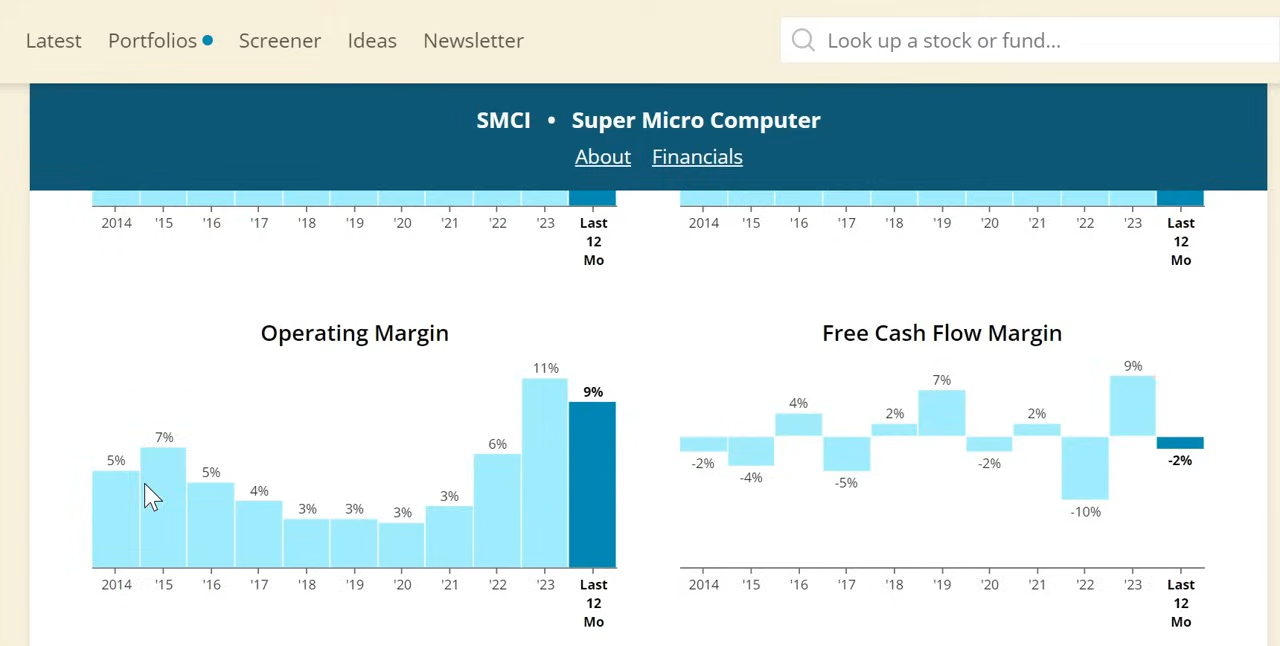 Latest Portfolios Screener Ideas Newsletter Look up a stock or fund...
SMCI • Super Micro Computer
About Financials
2014 '15 '16 '17 '18 '19 '20 '21 '22 '23 Last 12 Mo
2014 '15 '16 '17 '18 '19 '20 '21 '22 '23 Last 12 Mo
Operating Margin
5% 7% 5% 4% 3% 3% 3% 3% 6% 11% 9%
2014 '15 '16 '17 '18 '19 '20 '21 '22 '23 Last 12 Mo
Free Cash Flow Margin
-2% -4% 4% -5% 2% 7% -2% 2% -10% 9% -2%
2014 '15 '16 '17 '18 '19 '20 '21 '22 '23 Last 12 Mo